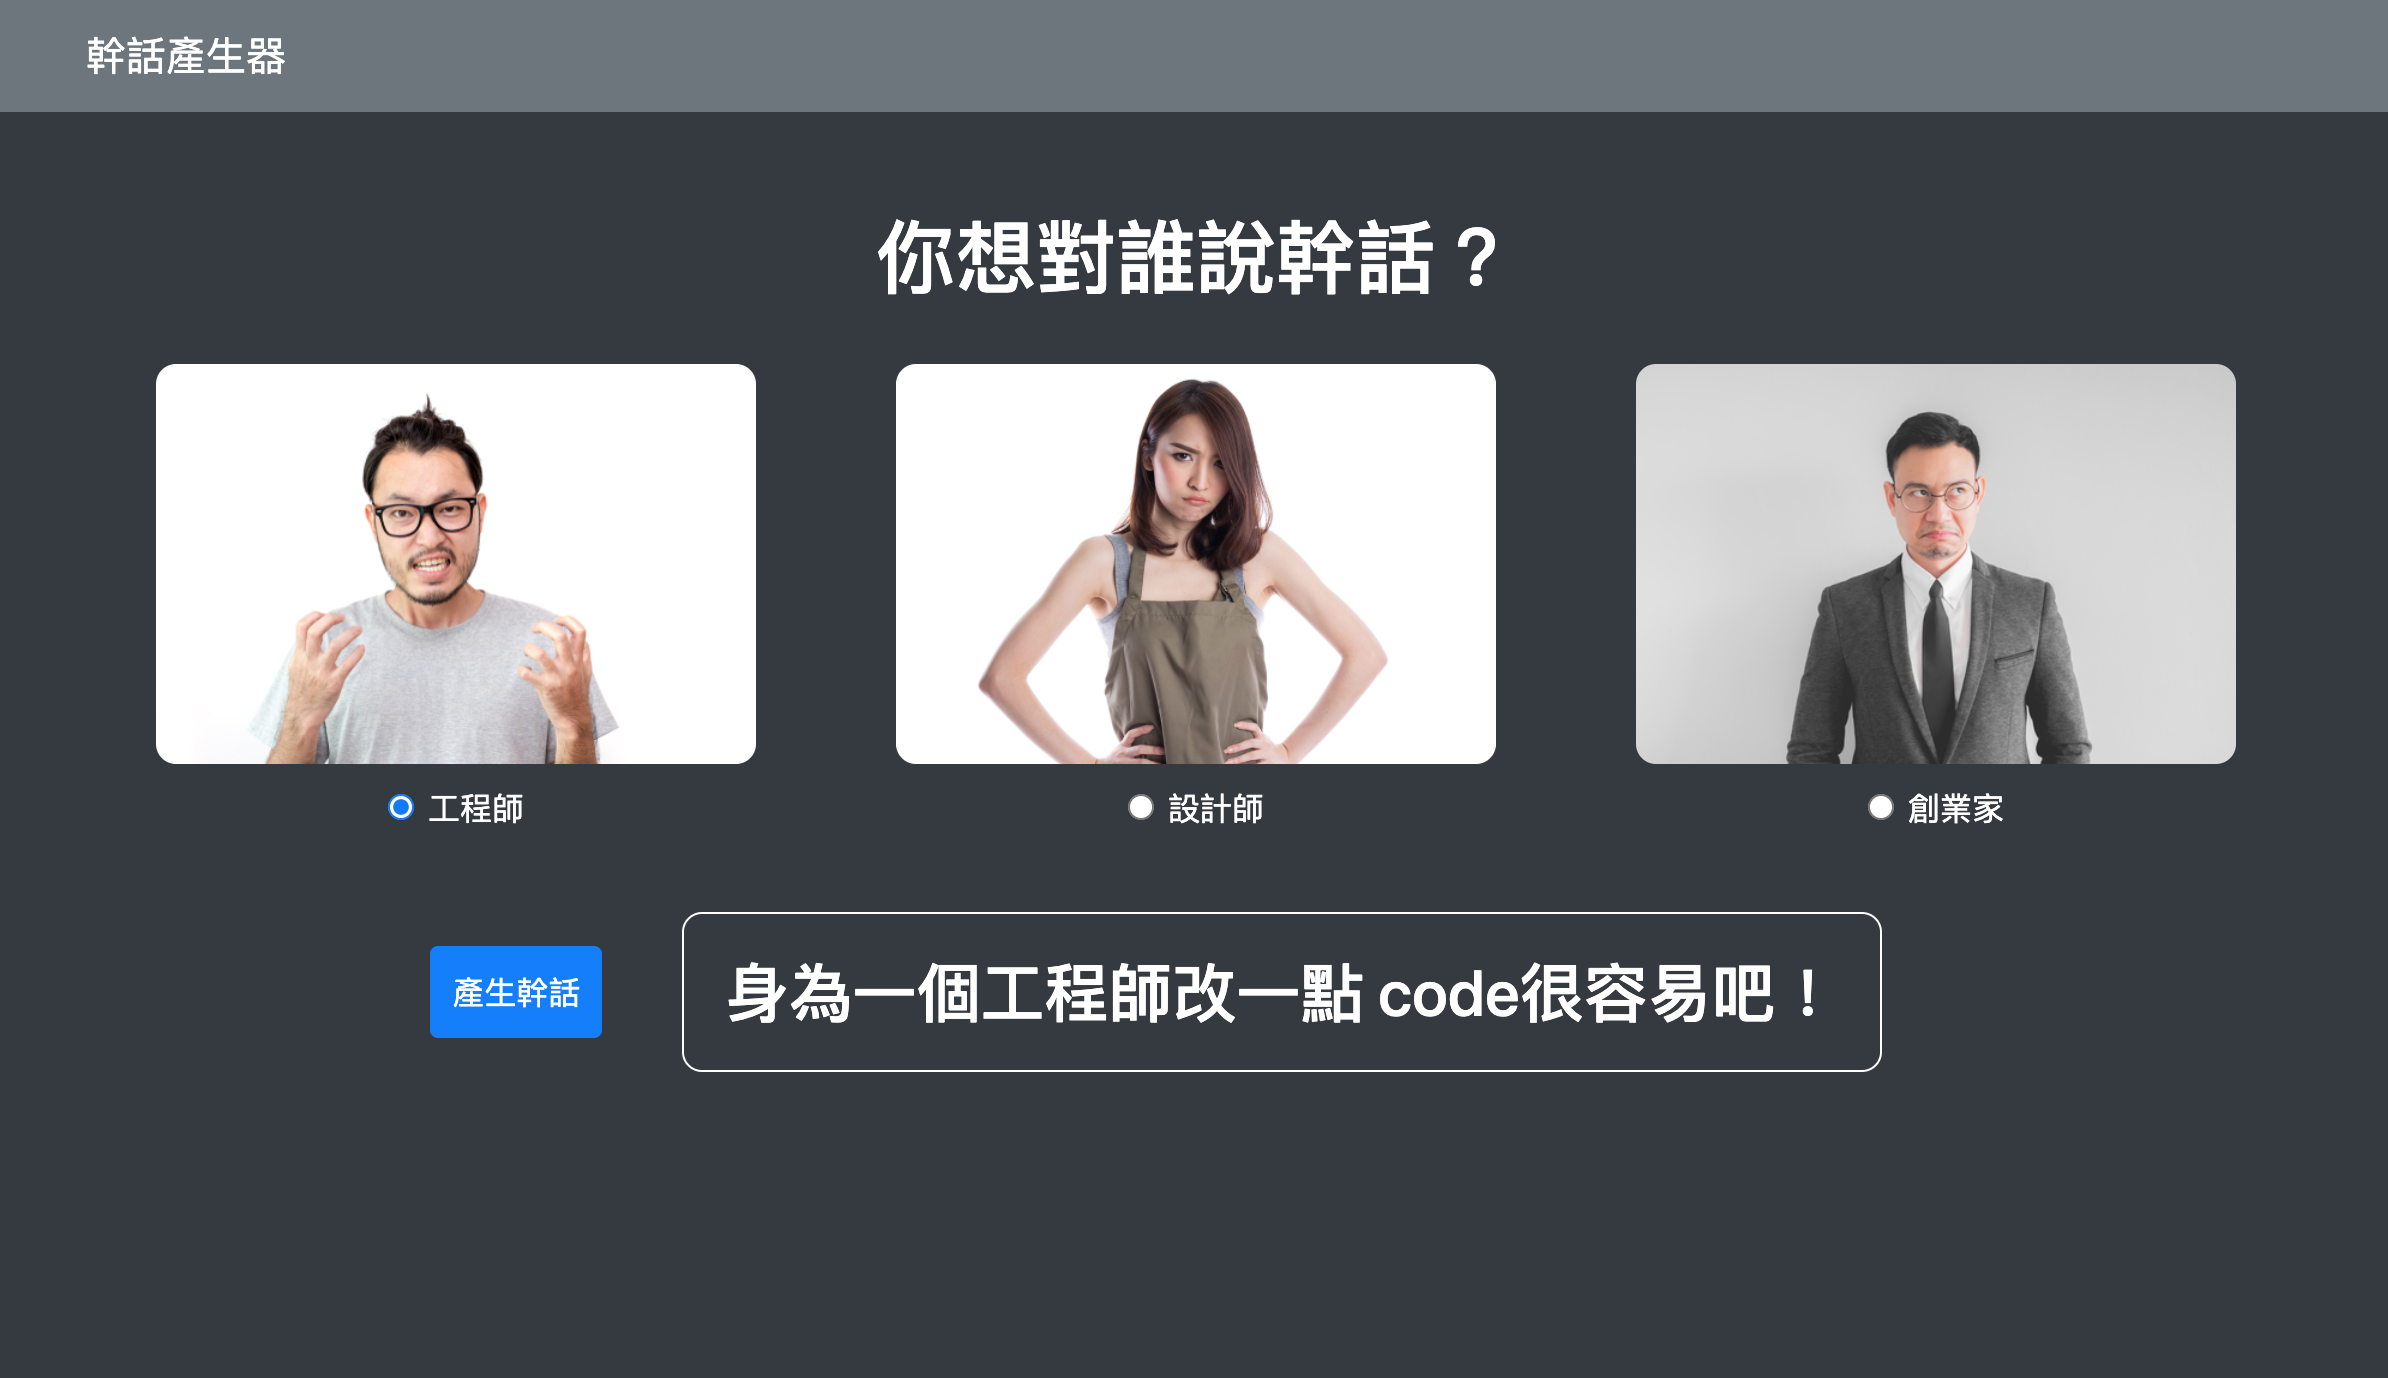 幹話產生器
你想對誰說幹話？
工程師
設計師
創業家
產生幹話
身為一個工程師改一點 code很容易吧！